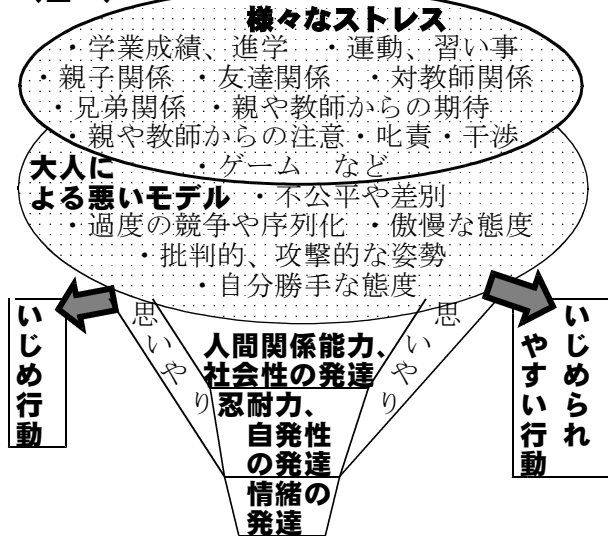 様々なストレス
・学業成績、進学　・運動、習い事
・親子関係　・友達関係　・対教師関係
・兄弟関係　・親や教師からの期待
・親や教師からの注意・叱責・干渉
・ゲーム　など
大人に
よる悪いモデル
・不公平や差別
・過度の競争や序列化　・傲慢な態度
・批判的、攻撃的な姿勢
・自分勝手な態度
いじめ行動
思いやり
人間関係能力、
社会性の発達
忍耐力、
自発性
の発達
情緒の
発達
思いやり
いじめられ
やすい行動